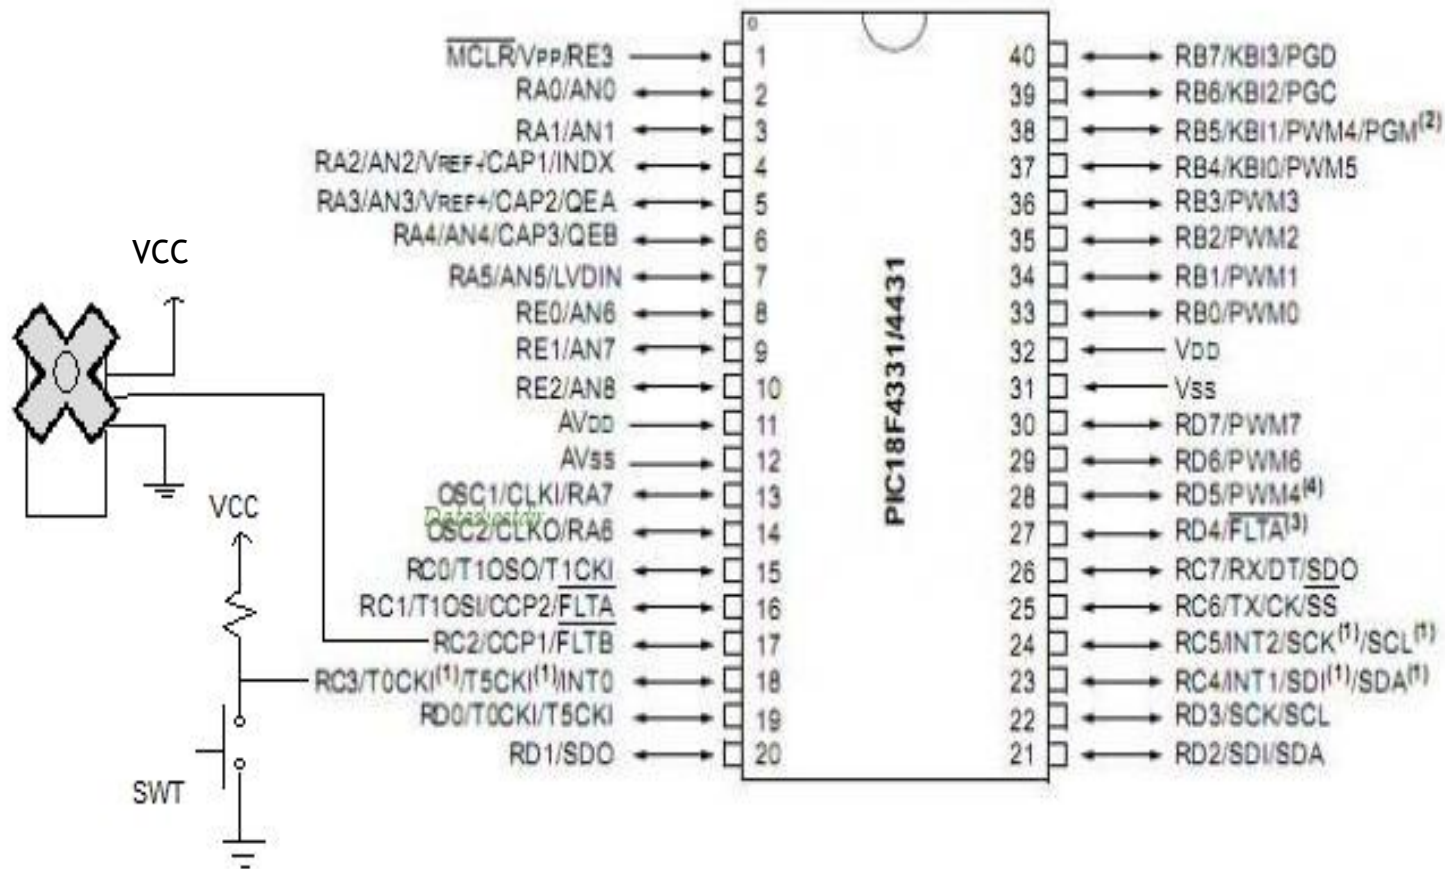 MCLR/VPP/RE3 1
RA0/AN0 2
RA1/AN1 3
RA2/AN2/VREF-/CAP1/INDX 4
RA3/AN3/VREF+/CAP2/QEA 5
RA4/AN4/CAP3/QEB 6
RA5/AN5/LVDIN 7
RE0/AN6 8
RE1/AN7 9
RE2/AN8 10
AVDD 11
AVSS 12
OSC1/CLKI/RA7 13
OSC2/CLKO/RA6 14
RC0/T1OSO/T1CKI 15
RC1/T1OSI/CCP2/FLTA 16
RC2/CCP1/FLTB 17
RC3/T0CKI(1)/T5CKI(1)/INT0 18
RD0/T0CKI/T5CKI 19
RD1/SDO 20
VCC
VCC
SWT
PIC18F4331/4431
40 RB7/KBI3/PGD
39 RB6/KBI2/PGC
38 RB5/KBI1/PWM4/PGM(2)
37 RB4/KBI0/PWM5
36 RB3/PWM3
35 RB2/PWM2
34 RB1/PWM1
33 RB0/PWM0
32 VDD
31 VSS
30 RD7/PWM7
29 RD6/PWM6
28 RD5/PWM4(4)
27 RD4/FLTA(3)
26 RC7/RX/DT/SDO
25 RC6/TX/CK/SS
24 RC5/INT2/SCK(1)/SCL(1)
23 RC4/INT1/SDI(1)/SDA(1)
22 RD3/SCK/SCL
21 RD2/SDI/SDA